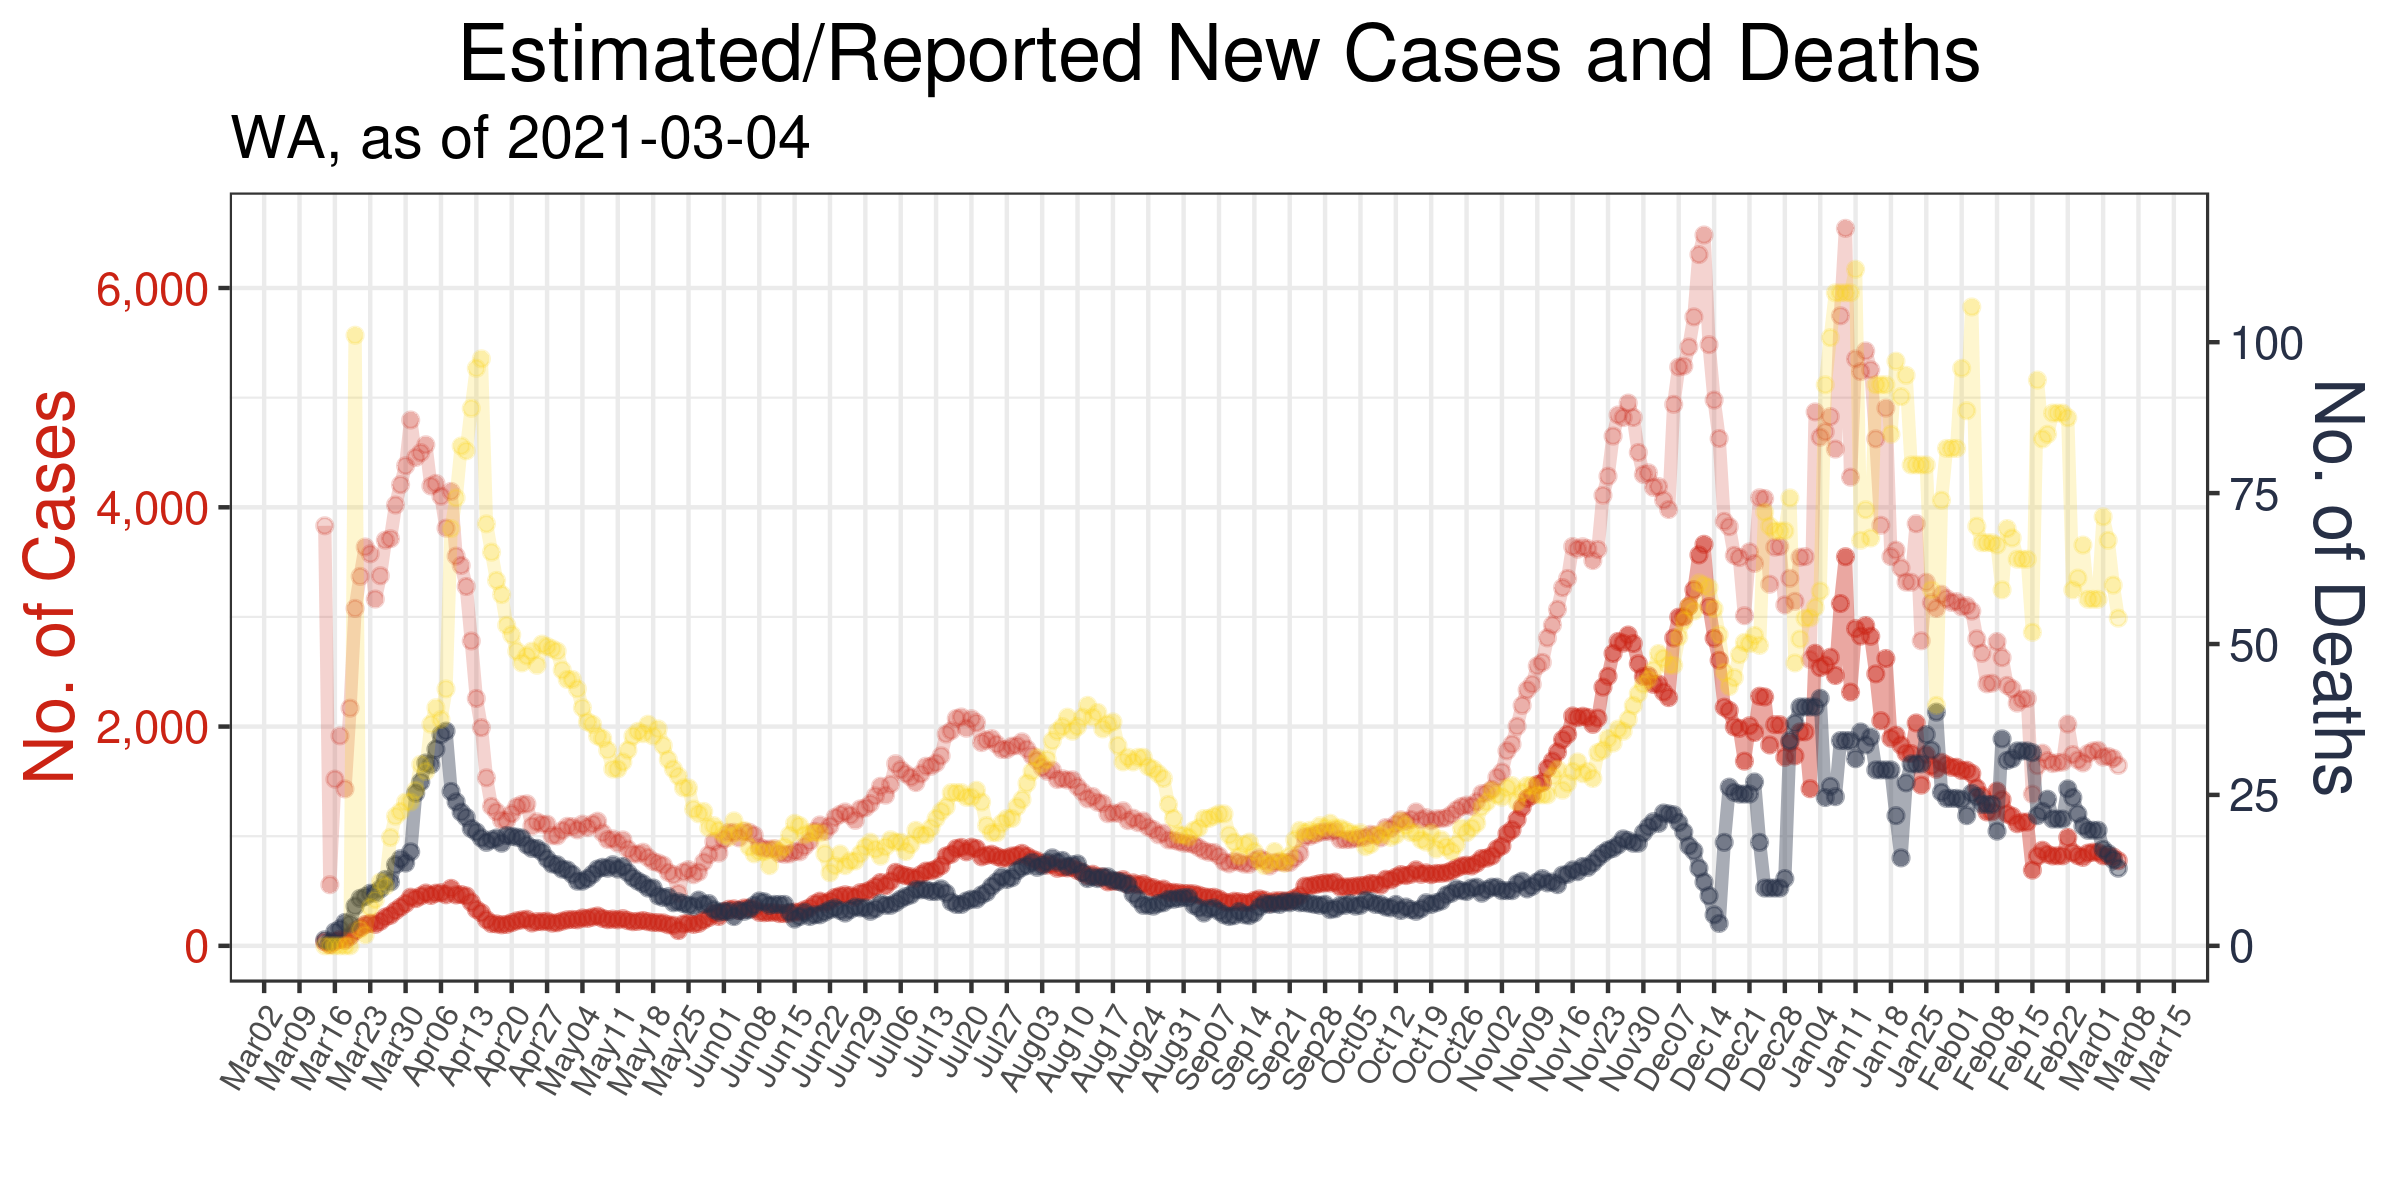 Estimated/Reported New Cases and Deaths
WA, as of 2021-03-04
No. of Cases
6,000
4,000
2,000
0
No. of Deaths
100
75
50
25
0
Mar02
Mar09
Mar16
Mar23
Mar30
Apr06
Apr13
Apr20
Apr27
May04
May11
May18
May25
Jun01
Jun08
Jun15
Jun22
Jun29
Jul06
Jul13
Jul20
Jul27
Aug03
Aug10
Aug17
Aug24
Aug31
Sep07
Sep14
Sep21
Sep28
Oct05
Oct12
Oct19
Oct26
Nov02
Nov09
Nov16
Nov23
Nov30
Dec07
Dec14
Dec21
Dec28
Jan04
Jan11
Jan18
Jan25
Feb01
Feb08
Feb15
Feb22
Mar01
Mar08
Mar15